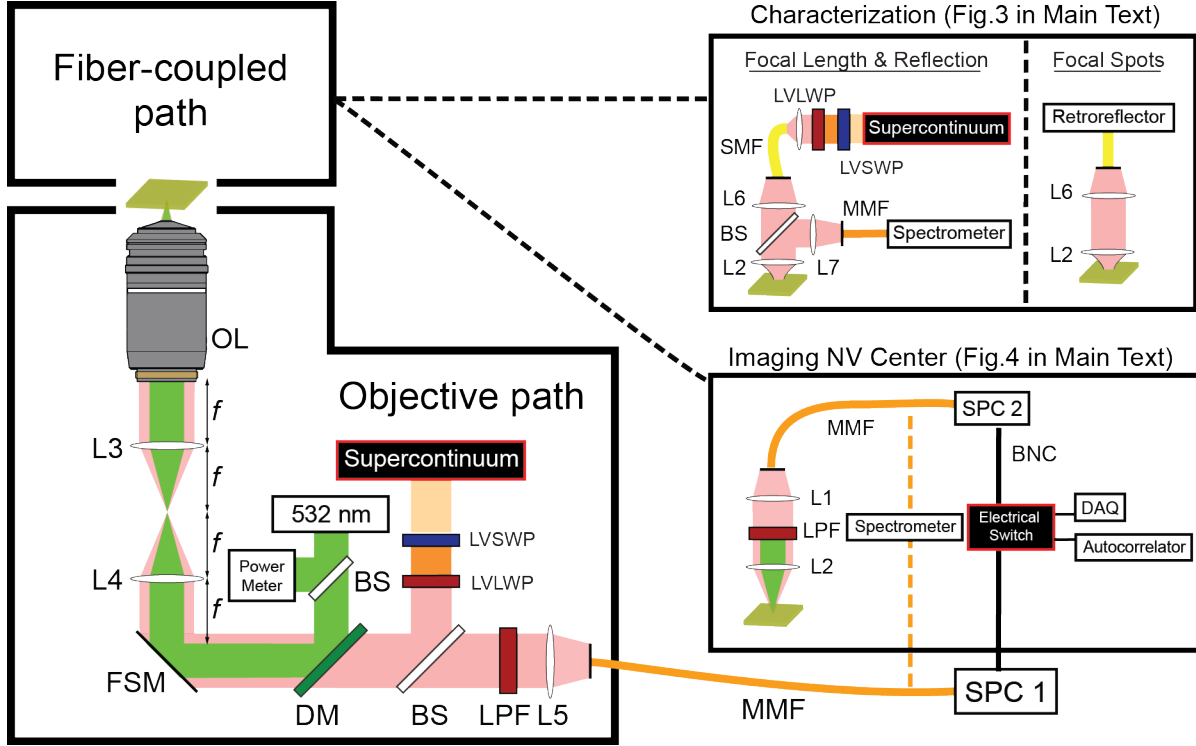 Fiber-coupled
path
Characterization (Fig.3 in Main Text)
Focal Length & Reflection
Focal Spots
LVLWP
Supercontinuum
SMF
LVSWP
L6
MMF
BS
Spectrometer
L2
L7
Retroreflector
L6
L2
OL
Objective path
f
L3
f
Supercontinuum
532 nm
f
LVSWP
Power
Meter
BS
LVLWP
L4
f
FSM
DM
BS
LPF
L5
MMF
Imaging NV Center (Fig.4 in Main Text)
SPC 2
MMF
BNC
L1
LPF
Spectrometer
Electrical
Switch
DAQ
Autocorrelator
L2
SPC 1